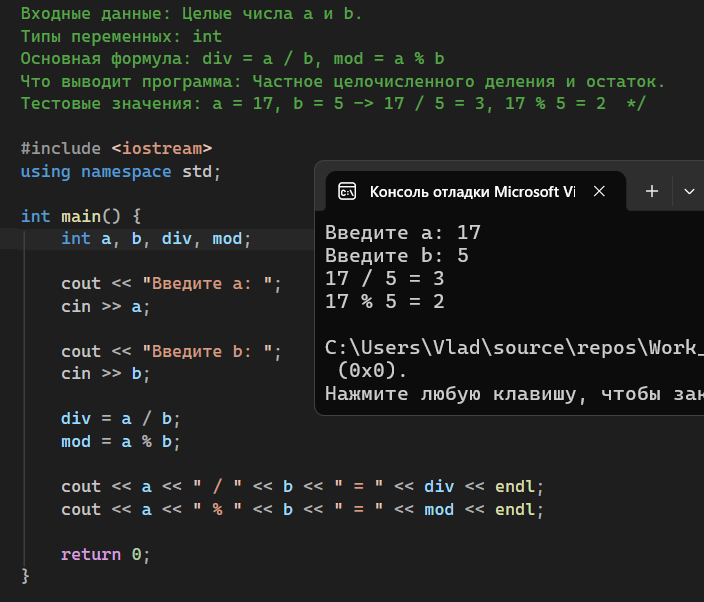 Входные данные: Целые числа a и b.
Типы переменных: int
Основная формула: div = a / b, mod = a % b
Что выводит программа: Частное целочисленного деления и остаток.
Тестовые значения: a = 17, b = 5 -> 17 / 5 = 3, 17 % 5 = 2  */
#include <iostream>
using namespace std;
int main() {
int a, b, div, mod;
cout << "Введите a: ";
cin >> a;
cout << "Введите b: ";
cin >> b;
div = a / b;
mod = a % b;
cout << a << " / " << b << " = " << div << endl;
cout << a << " % " << b << " = " << mod << endl;
return 0;
}
Консоль отладки Microsoft Vi
Введите a: 17
Введите b: 5
17 / 5 = 3
17 % 5 = 2
C:\Users\Vlad\source\repos\Work_
(0x0).
Нажмите любую клавишу, чтобы зак